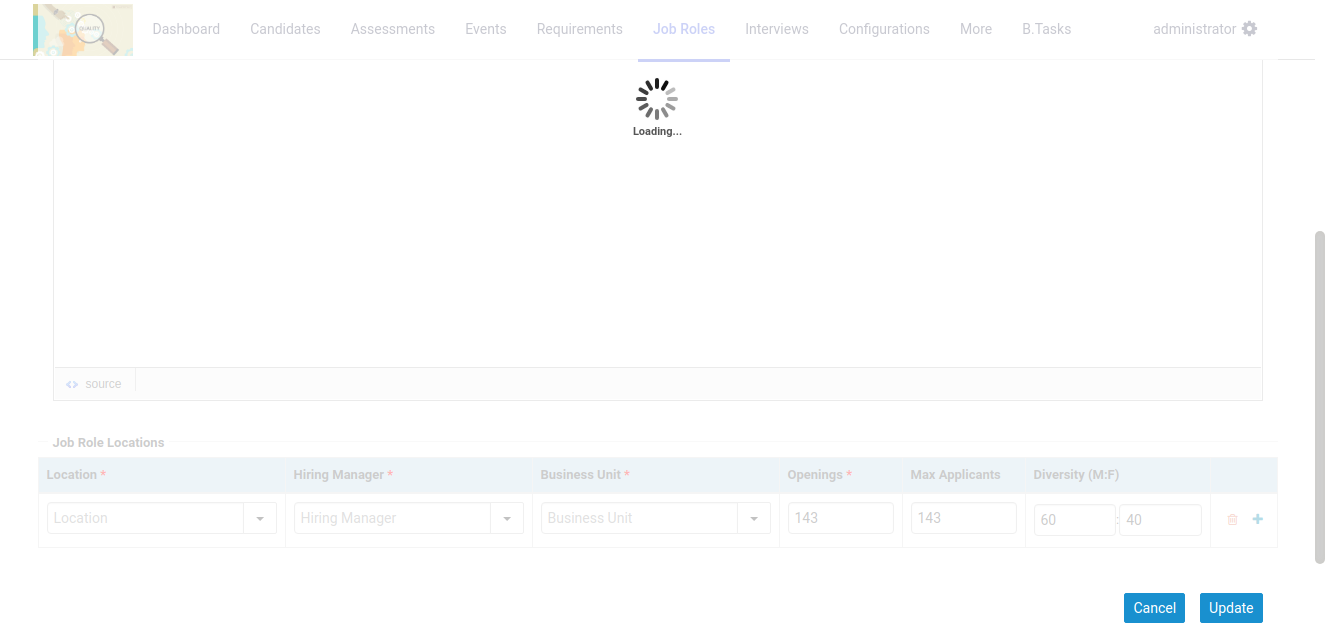 QUALIFY
Dashboard Candidates Assessments Events Requirements Job Roles Interviews Configurations More B.Tasks administrator
Loading...
source
Job Role Locations
Location * Hiring Manager * Business Unit * Openings * Max Applicants Diversity (M:F)
Location Hiring Manager Business Unit 143 143 60 : 40
Cancel Update